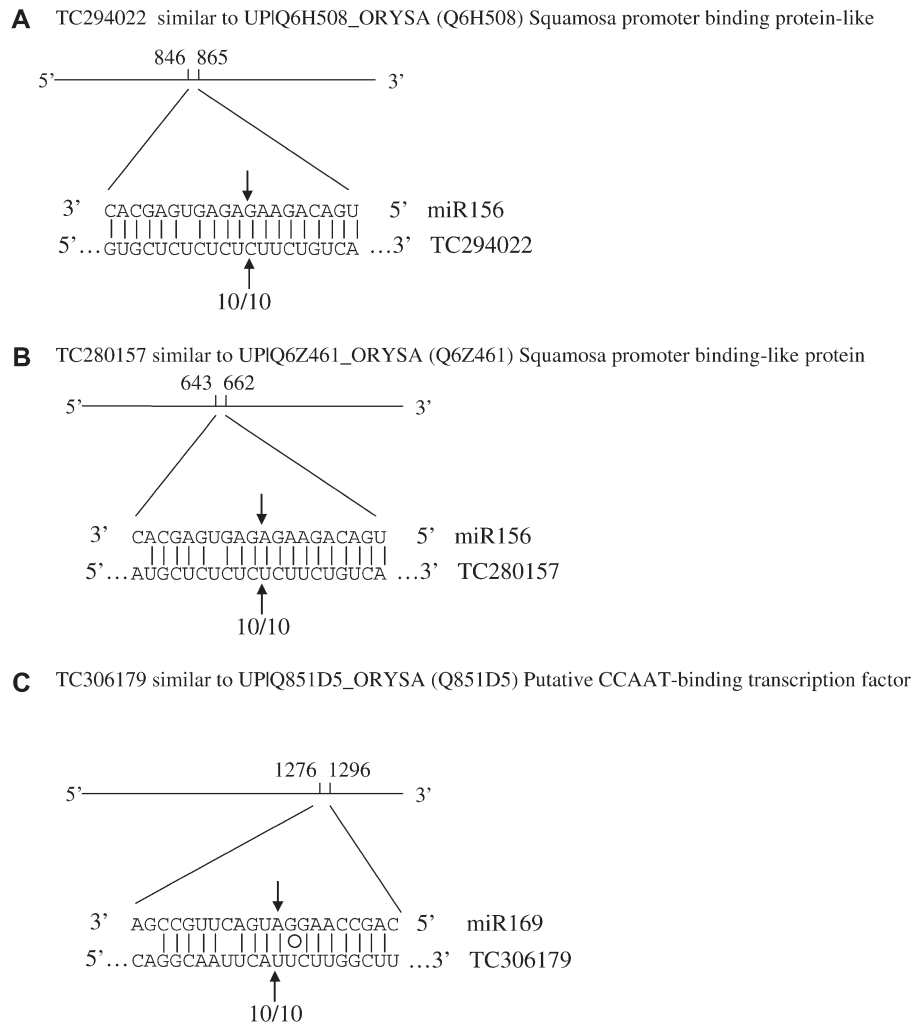 A TC294022 similar to UP|Q6H508_ORYSA (Q6H508) Squamosa promoter binding protein-like
846 865
5’ 3’
3’ CACGAGUGAGAGAAGACAGU 5’ miR156
5’...GUGCUCUCUCUCUUCUGUCA ...3’ TC294022
10/10
B TC280157 similar to UP|Q6Z461_ORYSA (Q6Z461) Squamosa promoter binding-like protein
643 662
5’ 3’
3’ CACGAGUGAGAGAAGACAGU 5’ miR156
5’...AUGCUCUCUCUCUUCUGUCA ...3’ TC280157
10/10
C TC306179 similar to UP|Q851D5_ORYSA (Q851D5) Putative CCAAT-binding transcription factor
1276 1296
5’ 3’
3’ AGCCGUUCAGUAGGAACCGAC 5’ miR169
5’...CAGGCAAUUCAUUCUUGGCUU ...3’ TC306179
10/10